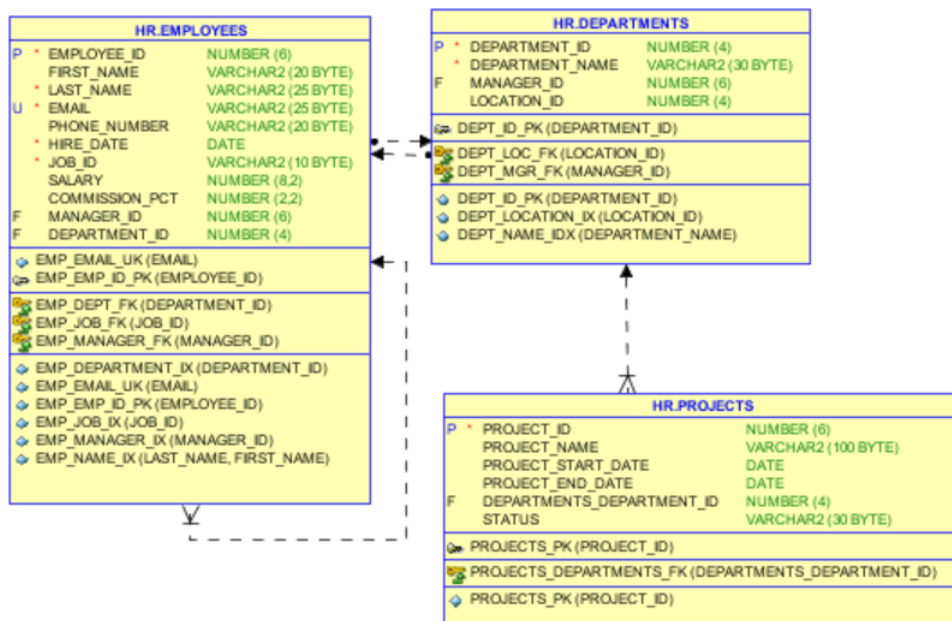 HR.EMPLOYEES
P * EMPLOYEE_ID NUMBER (6)
FIRST_NAME VARCHAR2 (20 BYTE)
* LAST_NAME VARCHAR2 (25 BYTE)
U * EMAIL VARCHAR2 (25 BYTE)
PHONE_NUMBER VARCHAR2 (20 BYTE)
* HIRE_DATE DATE
* JOB_ID VARCHAR2 (10 BYTE)
SALARY NUMBER (8,2)
COMMISSION_PCT NUMBER (2,2)
F MANAGER_ID NUMBER (6)
F DEPARTMENT_ID NUMBER (4)
EMP_EMAIL_UK (EMAIL)
EMP_EMP_ID_PK (EMPLOYEE_ID)
EMP_DEPT_FK (DEPARTMENT_ID)
EMP_JOB_FK (JOB_ID)
EMP_MANAGER_FK (MANAGER_ID)
EMP_DEPARTMENT_IX (DEPARTMENT_ID)
EMP_EMAIL_UK (EMAIL)
EMP_EMP_ID_PK (EMPLOYEE_ID)
EMP_JOB_IX (JOB_ID)
EMP_MANAGER_IX (MANAGER_ID)
EMP_NAME_IX (LAST_NAME, FIRST_NAME)
HR.DEPARTMENTS
P * DEPARTMENT_ID NUMBER (4)
* DEPARTMENT_NAME VARCHAR2 (30 BYTE)
F MANAGER_ID NUMBER (6)
LOCATION_ID NUMBER (4)
DEPT_ID_PK (DEPARTMENT_ID)
DEPT_LOC_FK (LOCATION_ID)
DEPT_MGR_FK (MANAGER_ID)
DEPT_ID_PK (DEPARTMENT_ID)
DEPT_LOCATION_IX (LOCATION_ID)
DEPT_NAME_IDX (DEPARTMENT_NAME)
HR.PROJECTS
P * PROJECT_ID NUMBER (6)
PROJECT_NAME VARCHAR2 (100 BYTE)
PROJECT_START_DATE DATE
PROJECT_END_DATE DATE
F DEPARTMENTS_DEPARTMENT_ID NUMBER (4)
STATUS VARCHAR2 (30 BYTE)
PROJECTS_PK (PROJECT_ID)
PROJECTS_DEPARTMENTS_FK (DEPARTMENTS_DEPARTMENT_ID)
PROJECTS_PK (PROJECT_ID)